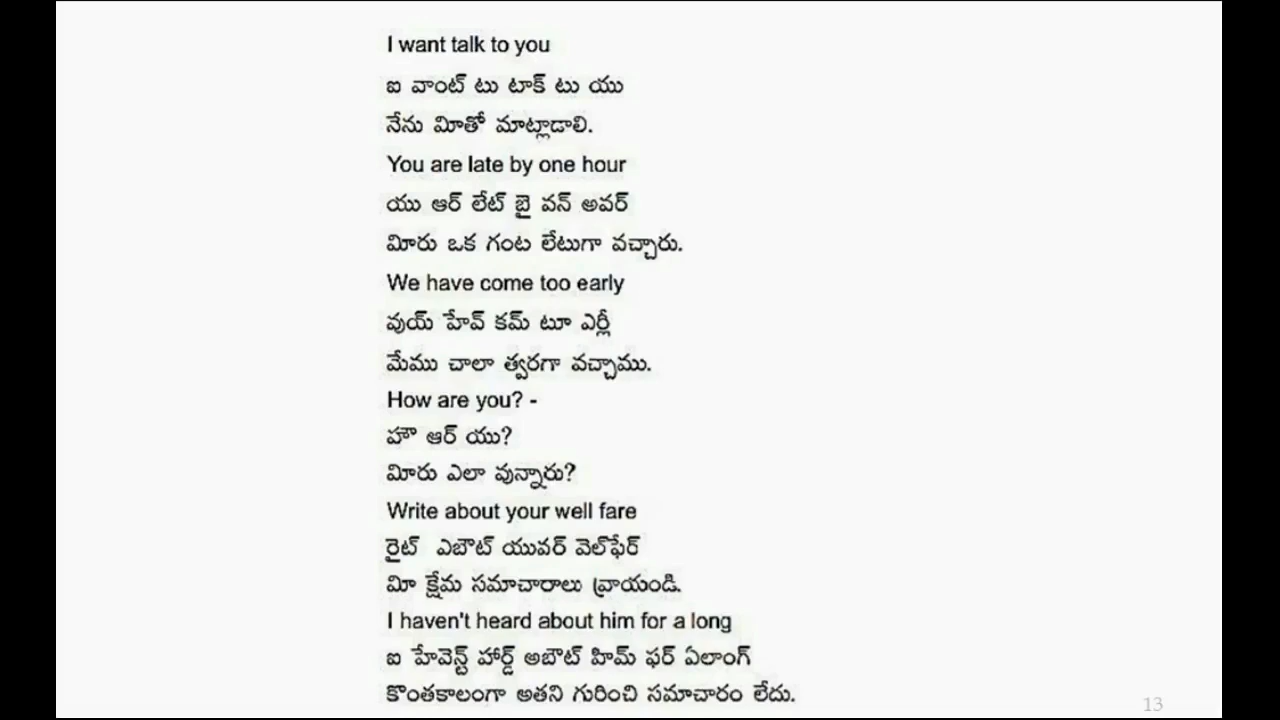 I want talk to you
ఐ వాంట్ టు టాక్ టు యు
నేను మీతో మాట్లాడాలి.
You are late by one hour
యు ఆర్ లేట్ బై వన్ అవర్
మీరు ఒక గంట లేటుగా వచ్చారు.
We have come too early
వుయ్ హేవ్ కమ్ టూ ఎర్లీ
మేము చాలా త్వరగా వచ్చాము.
How are you? -
హౌ ఆర్ యు?
మీరు ఎలా వున్నారు?
Write about your well fare
రైట్ ఎబౌట్ యువర్ వెల్‌ఫేర్
మీ క్షేమ సమాచారాలు వ్రాయండి.
I haven't heard about him for a long
ఐ హేవెన్ట్ హార్డ్ అబౌట్ హిమ్ ఫర్ ఏలాంగ్
కొంతకాలంగా అతని గురించి సమాచారం లేదు.
13